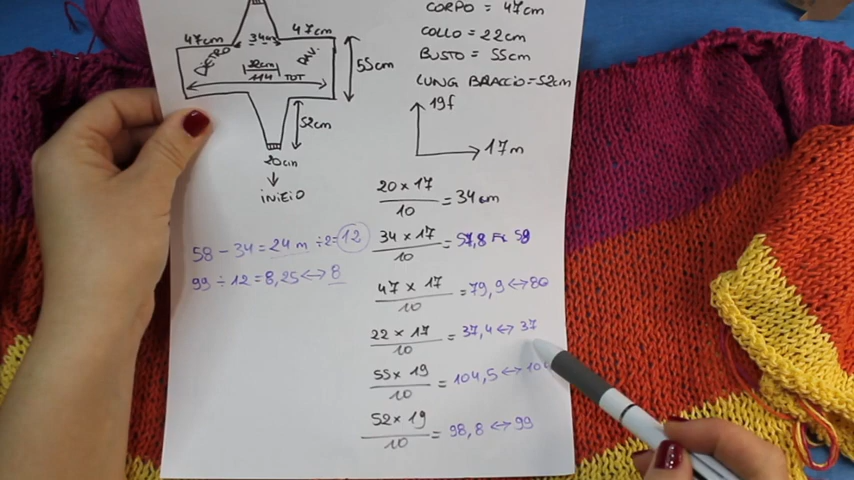 CORPO = 47cm
COLLO = 22cm
BUSTO = 55cm
LUNG BRACCIO = 52cm
47cm
34cm
47cm
DIETRO
DAV.
22cm
114 TOT
55cm
52cm
20cm
INIZIO
19f
17m
20 x 17
10
= 34 cm
34 x 17
10
= 57,8
58
47 x 17
10
= 79,9 ↔ 80
22 x 17
10
= 37,4 ↔ 37
55 x 19
10
= 104,5 ↔ 104
52 x 19
10
= 98,8 ↔ 99
58 - 34 = 24 m ÷ 2 = 12
99 ÷ 12 = 8,25 ↔ 8